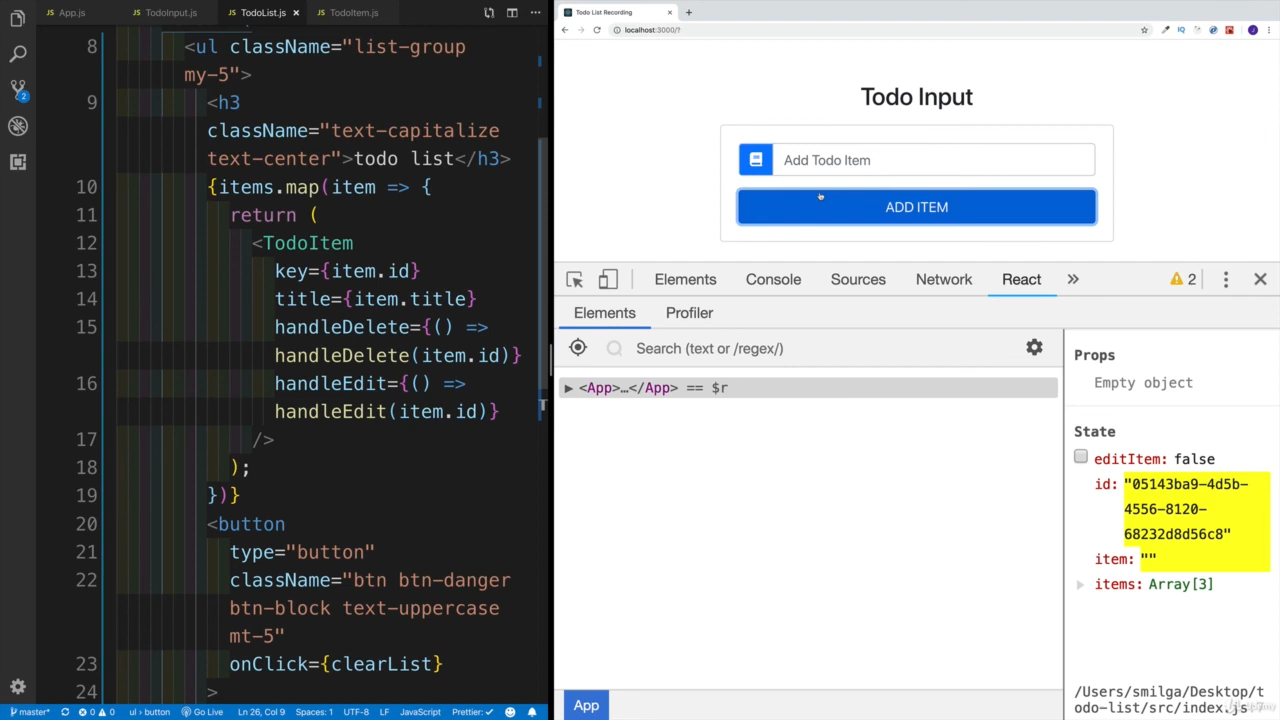 App.js
TodoInput.js
TodoList.js
TodoItem.js
8
<ul className="list-group
my-5">
9
<h3
className="text-capitalize
text-center">todo list</h3>
10
{items.map(item => {
11
return (
12
<TodoItem
13
key={item.id}
14
title={item.title}
15
handleDelete={() =>
handleDelete(item.id)}
16
handleEdit={() =>
handleEdit(item.id)}
17
/>
18
);
19
})}
20
<button
21
type="button"
22
className="btn btn-danger
btn-block text-uppercase
mt-5"
23
onClick={clearList}
24
>
2
master*
0
0
ul › button
Go Live
Ln 26, Col 9
Spaces: 1
UTF-8
LF
JavaScript
Prettier: ✓
Todo List Recording
localhost:3000/?
IQ
J
Todo Input
Add Todo Item
ADD ITEM
Elements
Console
Sources
Network
React
2
Elements
Profiler
Search (text or /regex/)
<App>…</App> == $r
Props
Empty object
State
editItem: false
id: "05143ba9-4d5b-
4556-8120-
68232d8d56c8"
item: ""
items: Array[3]
App
/Users/smilga/Desktop/t
odo-list/src/index.js:7